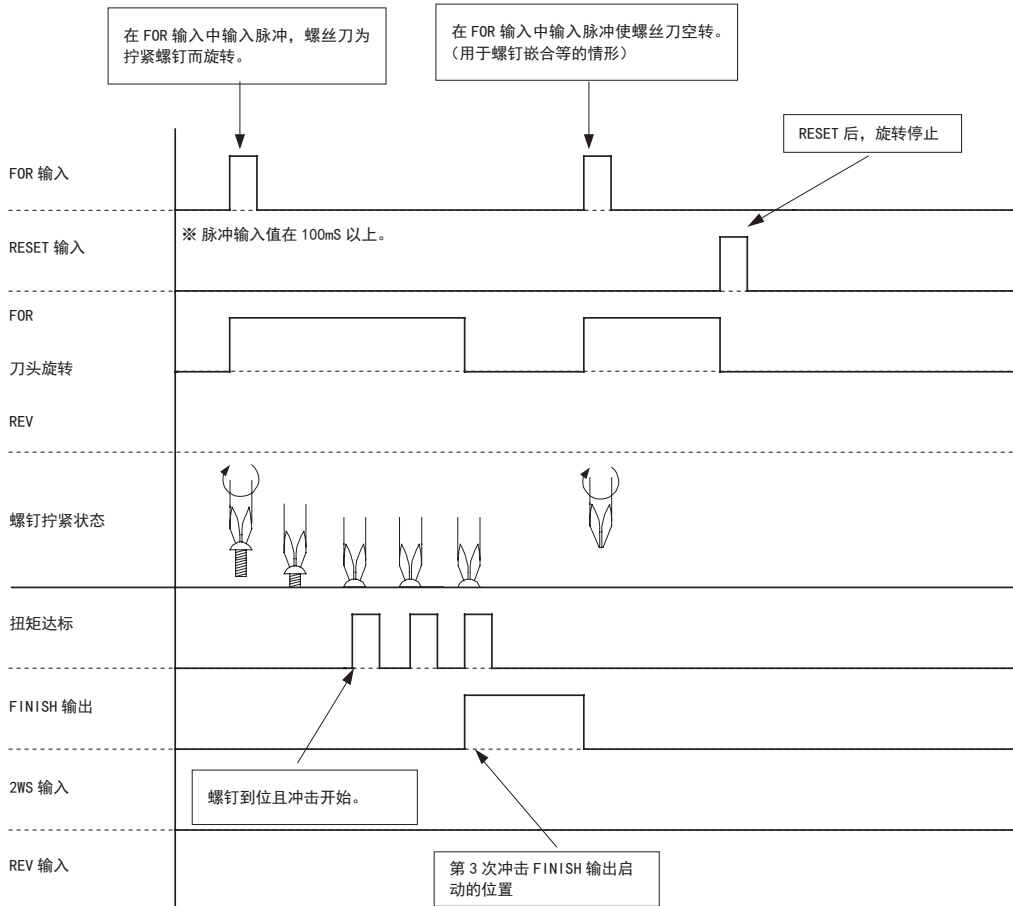 在 FOR 输入中输入脉冲，螺丝刀为
拧紧螺钉而旋转。
在 FOR 输入中输入脉冲使螺丝刀空转。
（用于螺钉嵌合等的情形）
RESET 后，旋转停止
FOR 输入
※ 脉冲输入值在 100mS 以上。
RESET 输入
FOR
刀头旋转
REV
螺钉拧紧状态
扭矩达标
FINISH 输出
2WS 输入
螺钉到位且冲击开始。
REV 输入
第 3 次冲击 FINISH 输出启
动的位置